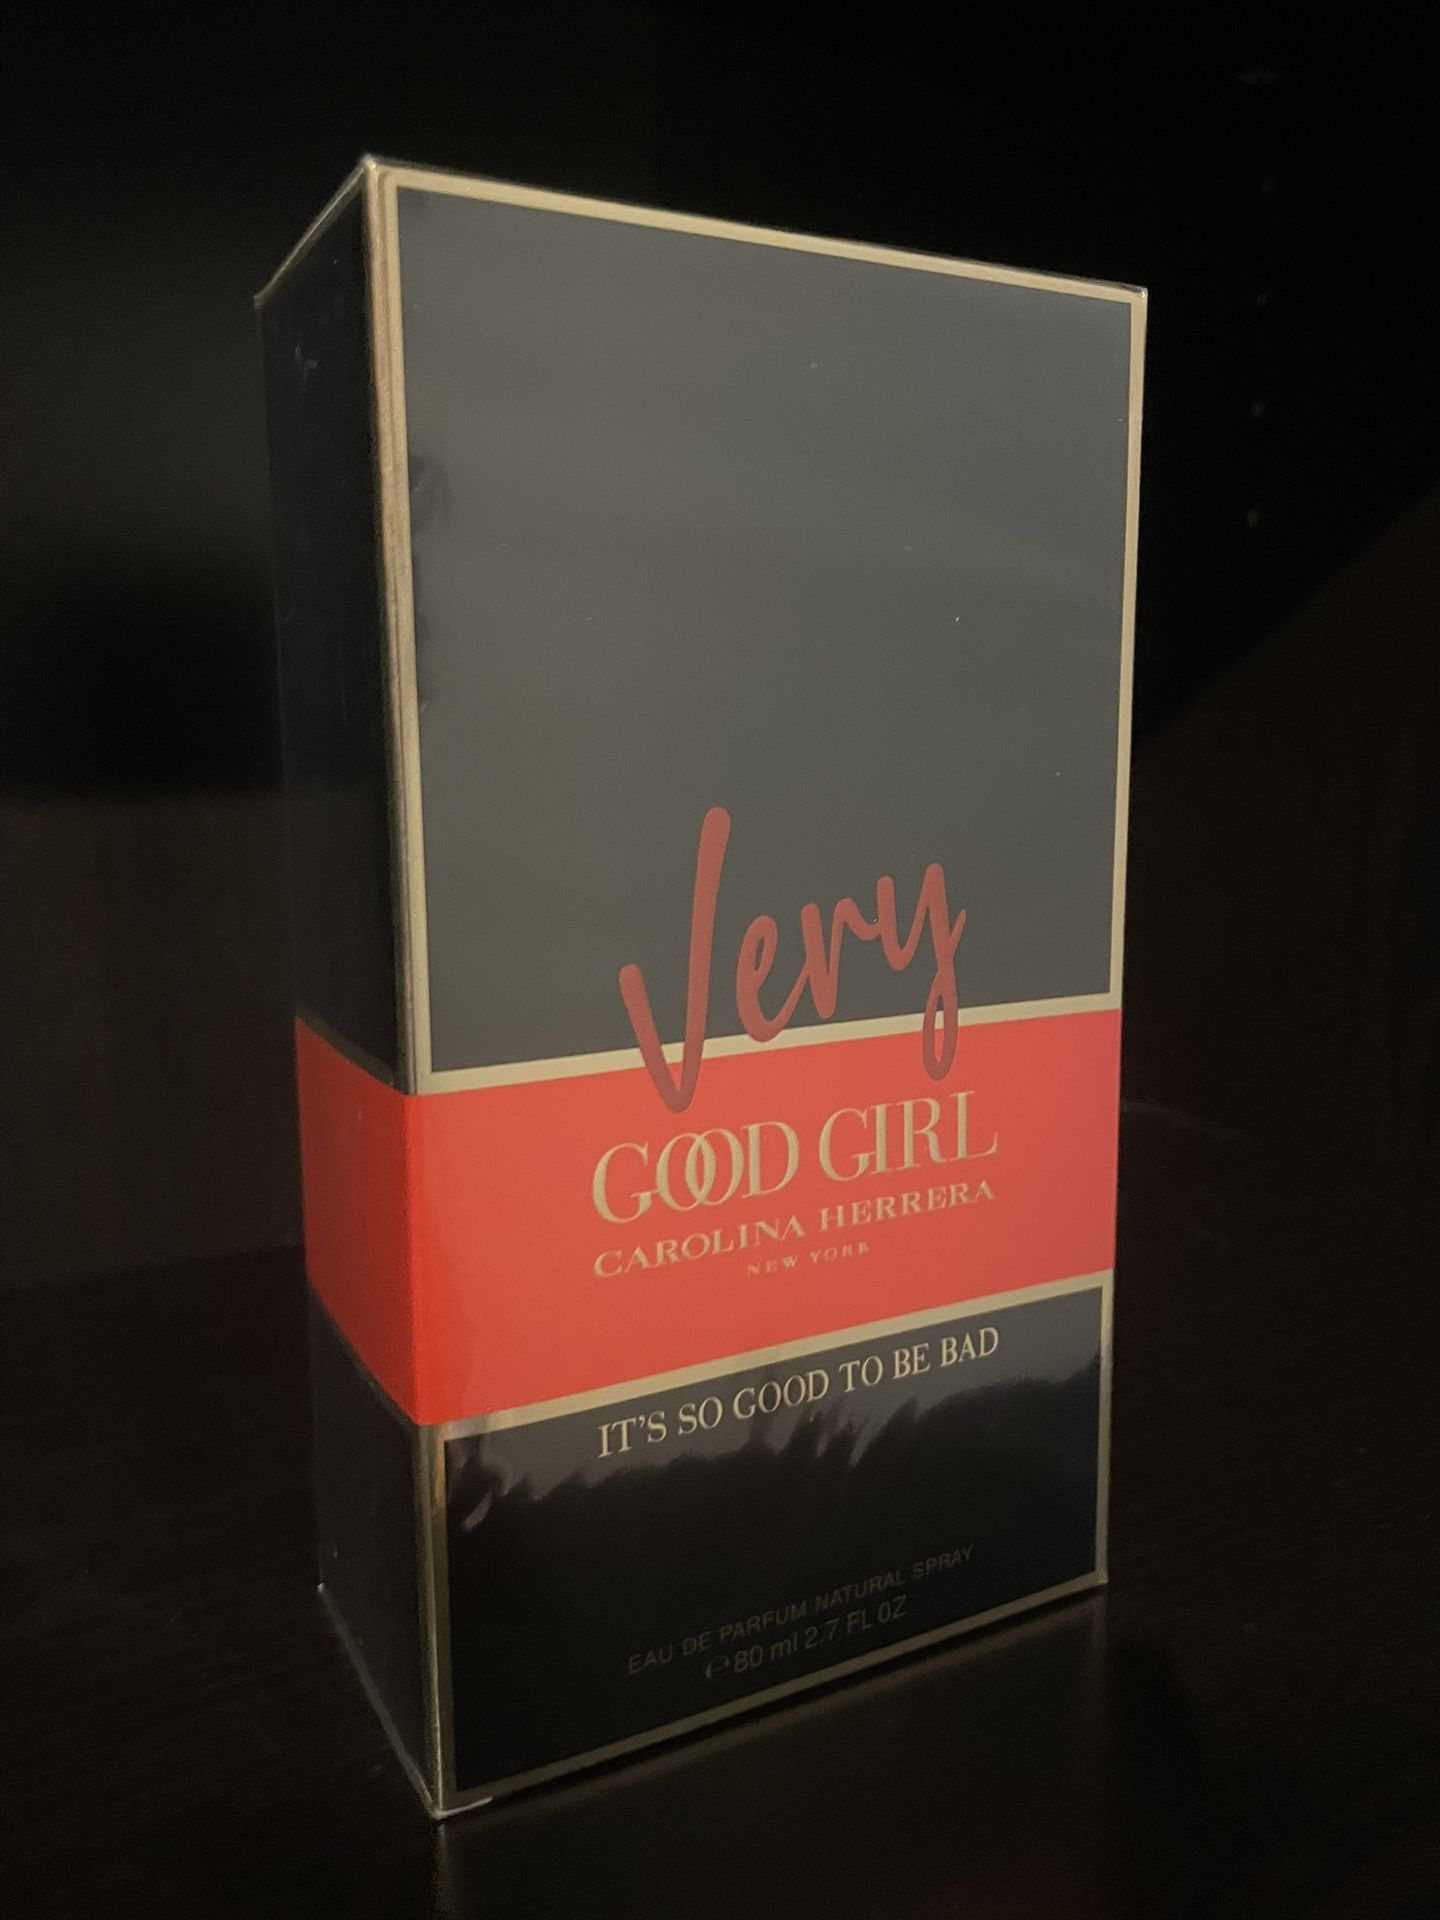 Very
GOOD GIRL
CAROLINA HERRERA
NEW YORK
IT'S SO GOOD TO BE BAD
EAU DE PARFUM NATURAL SPRAY
℮80 ml 2.7 FL OZ